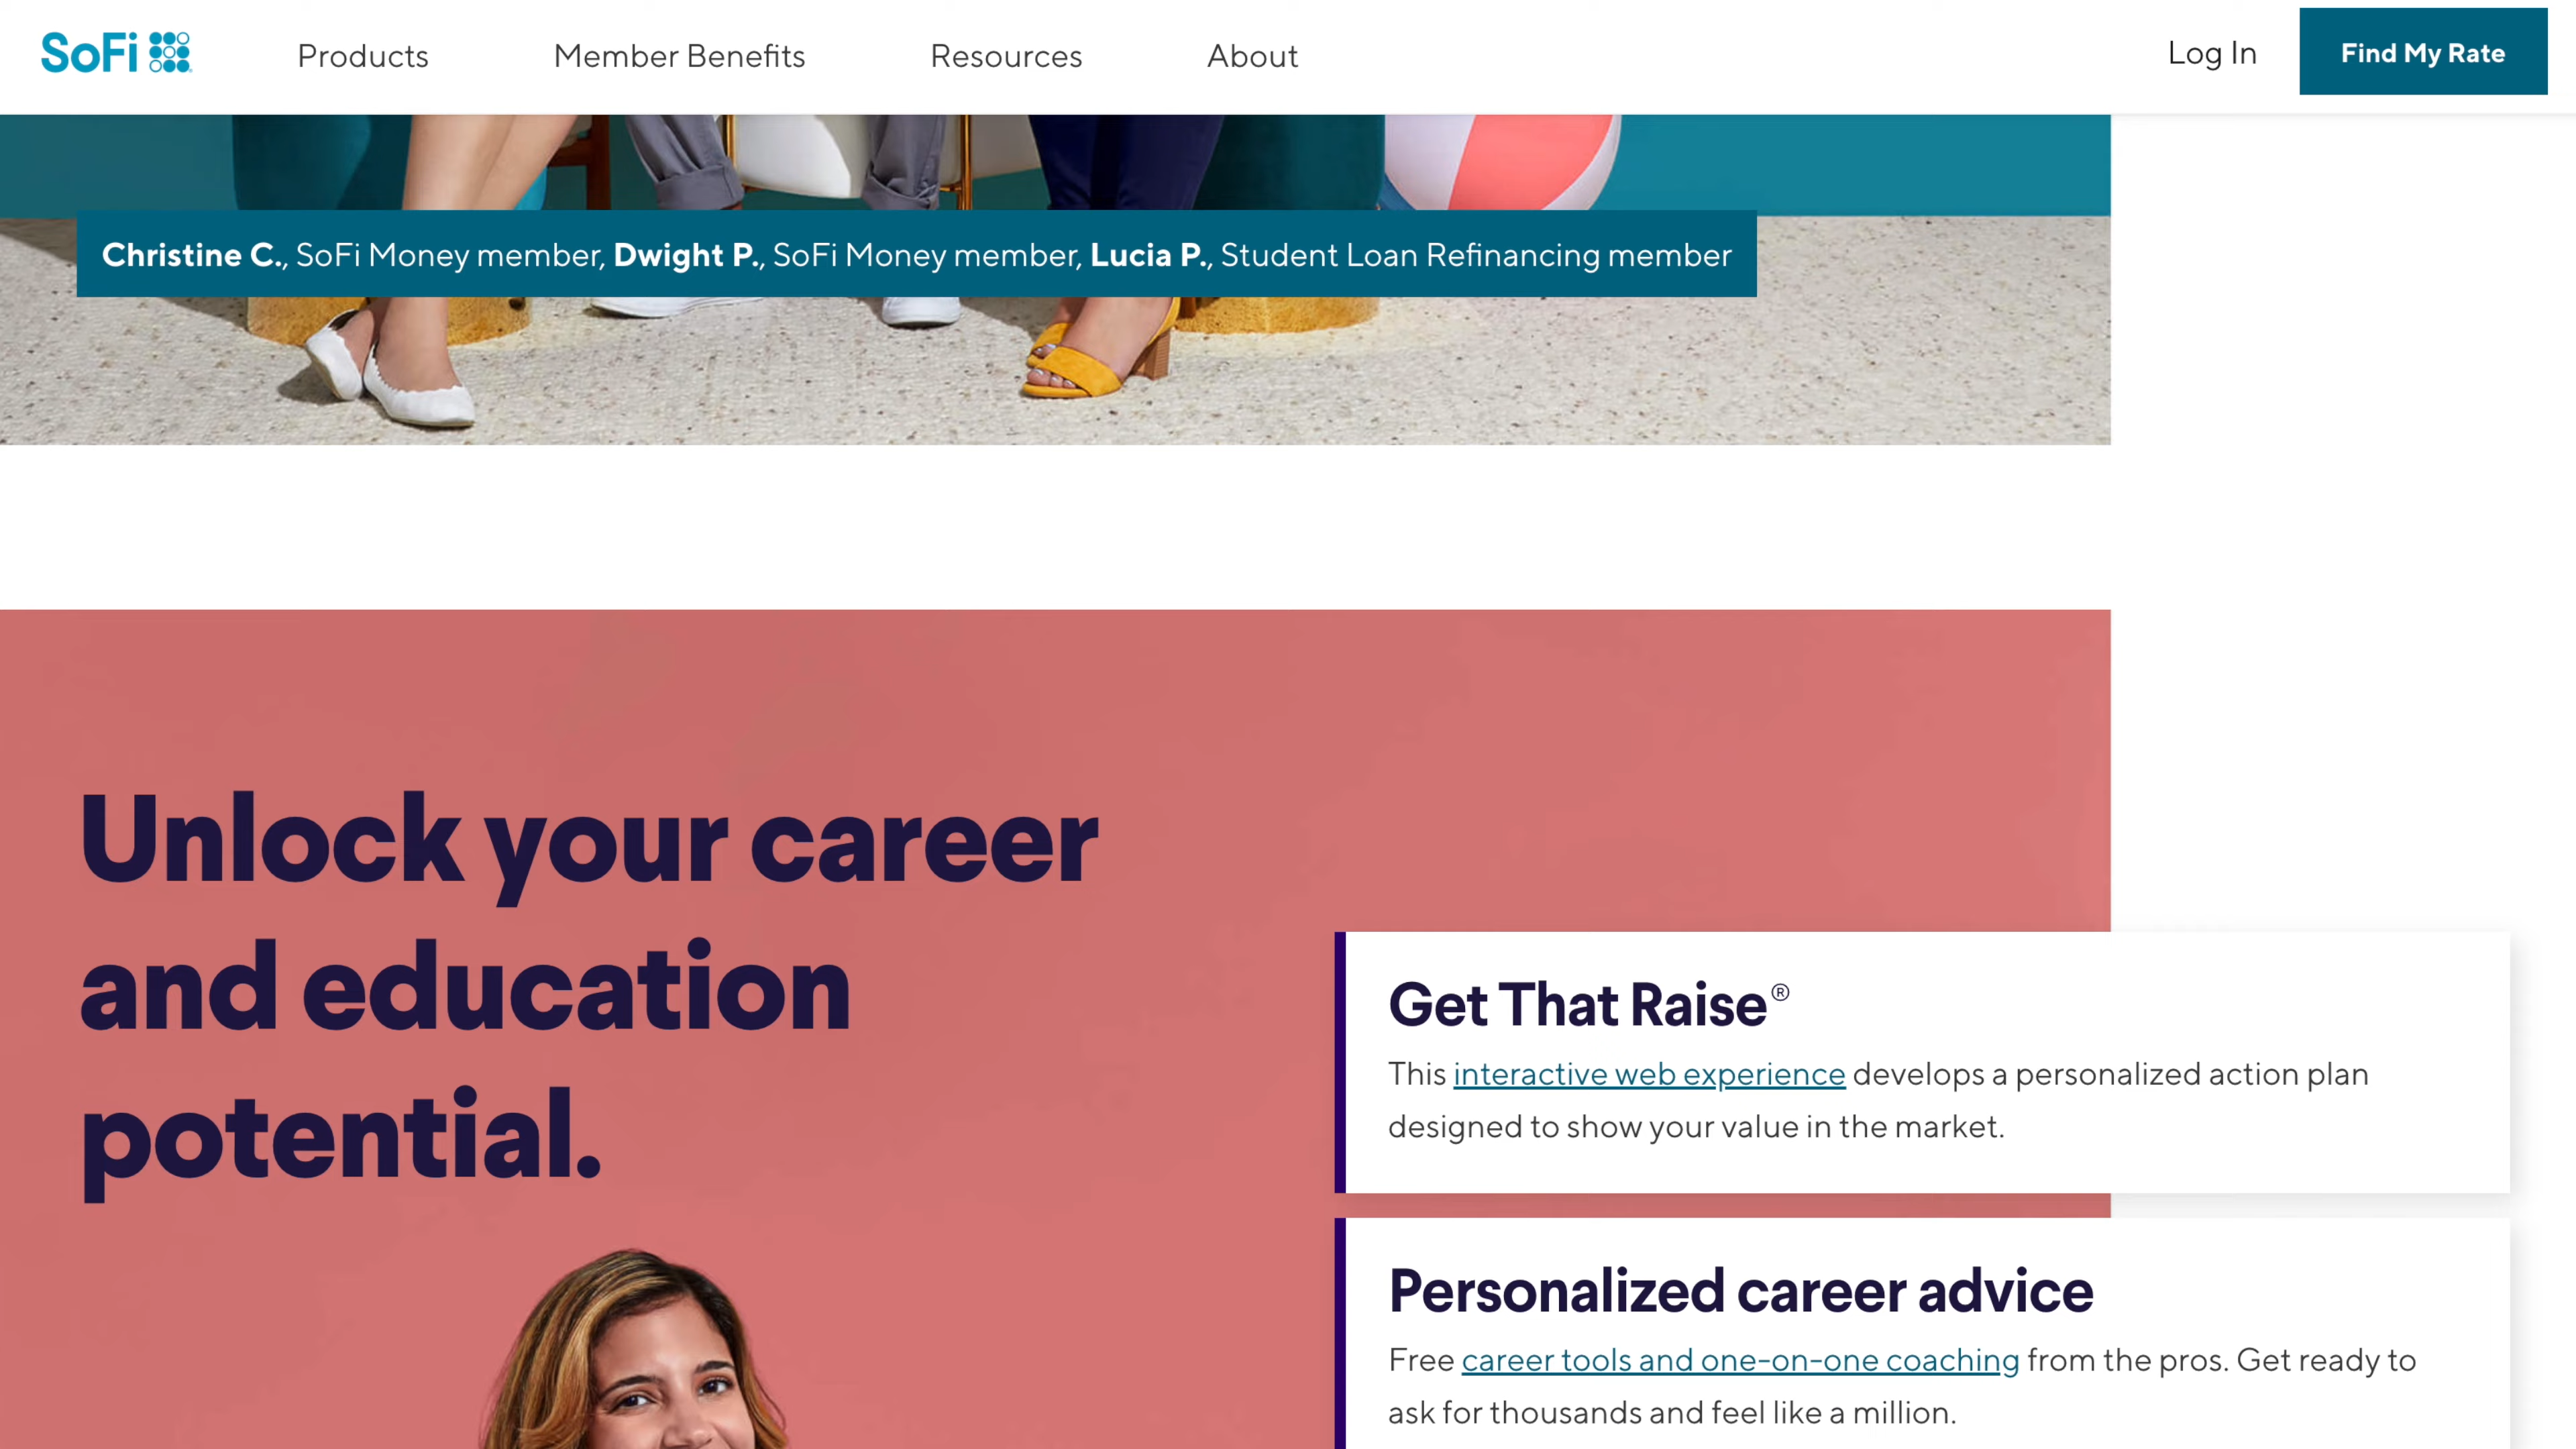 SoFi
Products
Member Benefits
Resources
About
Log In
Find My Rate
Christine C., SoFi Money member, Dwight P., SoFi Money member, Lucia P., Student Loan Refinancing member
Unlock your career
and education
potential.
Get That Raise®
This interactive web experience develops a personalized action plan
designed to show your value in the market.
Personalized career advice
Free career tools and one-on-one coaching from the pros. Get ready to
ask for thousands and feel like a million.